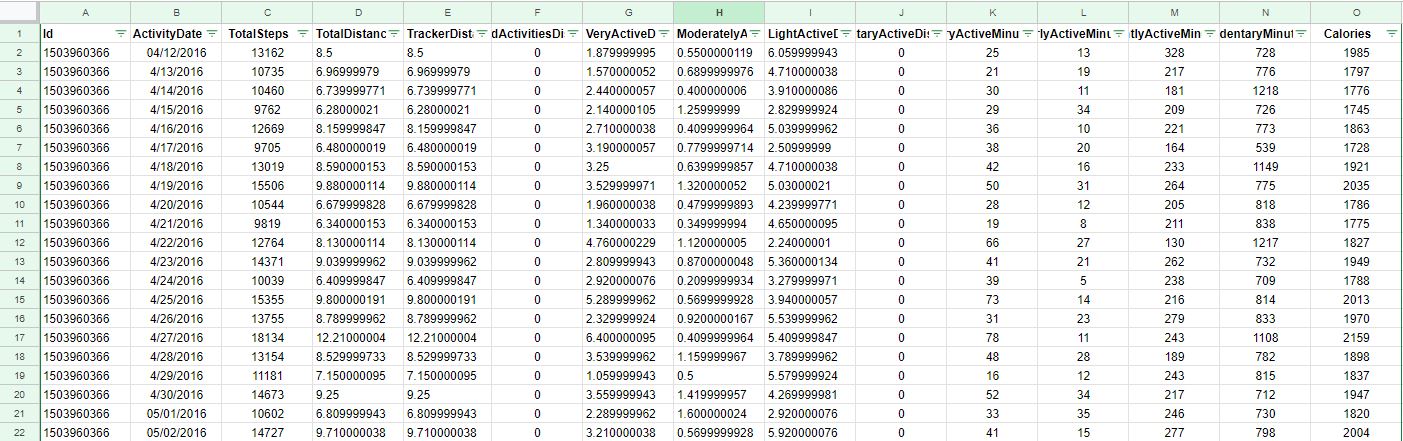 A B C D E F G H I J K L M N O
1 Id ActivityDate TotalSteps TotalDistanc TrackerDista dActivitiesDi VeryActiveD ModeratelyA LightActiveD taryActiveDis ryActiveMinu rlyActiveMinu tlyActiveMin dentaryMinut Calories
2 1503960366 04/12/2016 13162 8.5 8.5 0 1.879999995 0.5500000119 6.059999943 0 25 13 328 728 1985
3 1503960366 4/13/2016 10735 6.96999979 6.96999979 0 1.570000052 0.6899999976 4.710000038 0 21 19 217 776 1797
4 1503960366 4/14/2016 10460 6.739999771 6.739999771 0 2.440000057 0.400000006 3.910000086 0 30 11 181 1218 1776
5 1503960366 4/15/2016 9762 6.28000021 6.28000021 0 2.140000105 1.25999999 2.829999924 0 29 34 209 726 1745
6 1503960366 4/16/2016 12669 8.159999847 8.159999847 0 2.710000038 0.4099999964 5.039999962 0 36 10 221 773 1863
7 1503960366 4/17/2016 9705 6.480000019 6.480000019 0 3.190000057 0.7799999714 2.50999999 0 38 20 164 539 1728
8 1503960366 4/18/2016 13019 8.590000153 8.590000153 0 3.25 0.6399999857 4.710000038 0 42 16 233 1149 1921
9 1503960366 4/19/2016 15506 9.880000114 9.880000114 0 3.529999971 1.320000052 5.03000021 0 50 31 264 775 2035
10 1503960366 4/20/2016 10544 6.679999828 6.679999828 0 1.960000038 0.4799999893 4.239999771 0 28 12 205 818 1786
11 1503960366 4/21/2016 9819 6.340000153 6.340000153 0 1.340000033 0.349999994 4.650000095 0 19 8 211 838 1775
12 1503960366 4/22/2016 12764 8.130000114 8.130000114 0 4.760000229 1.120000005 2.24000001 0 66 27 130 1217 1827
13 1503960366 4/23/2016 14371 9.039999962 9.039999962 0 2.809999943 0.8700000048 5.360000134 0 41 21 262 732 1949
14 1503960366 4/24/2016 10039 6.409999847 6.409999847 0 2.920000076 0.2099999934 3.279999971 0 39 5 238 709 1788
15 1503960366 4/25/2016 15355 9.800000191 9.800000191 0 5.289999962 0.5699999928 3.940000057 0 73 14 216 814 2013
16 1503960366 4/26/2016 13755 8.789999962 8.789999962 0 2.329999924 0.9200000167 5.539999962 0 31 23 279 833 1970
17 1503960366 4/27/2016 18134 12.21000004 12.21000004 0 6.400000095 0.4099999964 5.409999847 0 78 11 243 1108 2159
18 1503960366 4/28/2016 13154 8.529999733 8.529999733 0 3.539999962 1.159999967 3.789999962 0 48 28 189 782 1898
19 1503960366 4/29/2016 11181 7.150000095 7.150000095 0 1.059999943 0.5 5.579999924 0 16 12 243 815 1837
20 1503960366 4/30/2016 14673 9.25 9.25 0 3.559999943 1.419999957 4.269999981 0 52 34 217 712 1947
21 1503960366 05/01/2016 10602 6.809999943 6.809999943 0 2.289999962 1.600000024 2.920000076 0 33 35 246 730 1820
22 1503960366 05/02/2016 14727 9.710000038 9.710000038 0 3.210000038 0.5699999928 5.920000076 0 41 15 277 798 2004